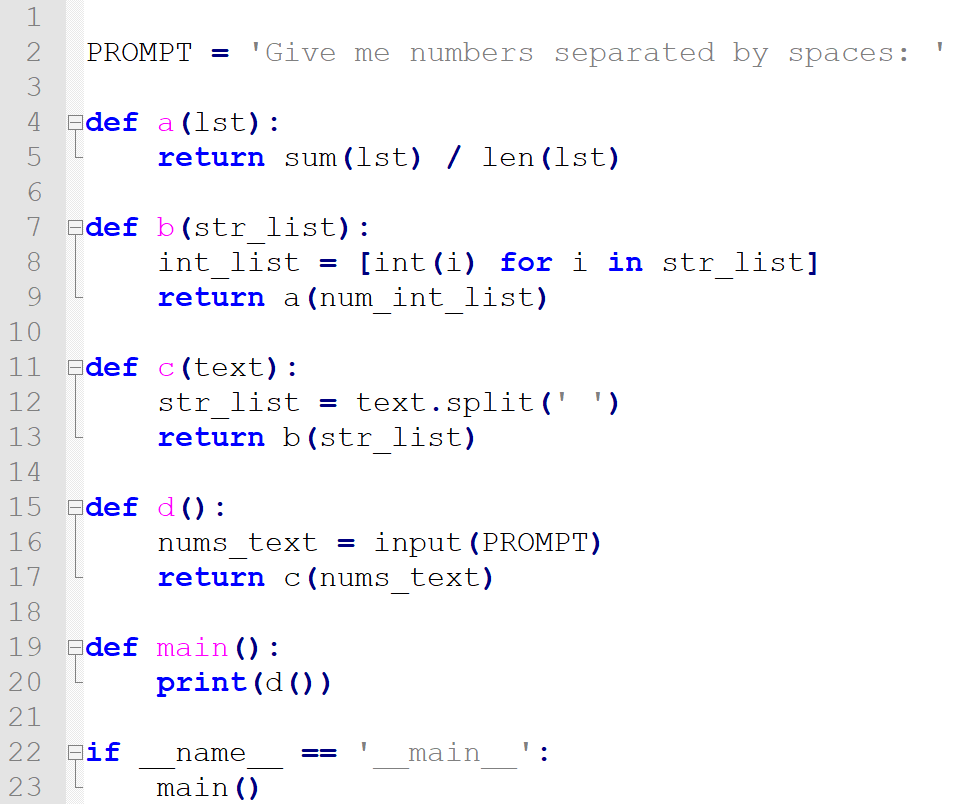 1
2 PROMPT = 'Give me numbers separated by spaces: '
3
4 def a(lst):
5     return sum(lst) / len(lst)
6
7 def b(str_list):
8     int_list = [int(i) for i in str_list]
9     return a(num_int_list)
10
11 def c(text):
12     str_list = text.split(' ')
13     return b(str_list)
14
15 def d():
16     nums_text = input(PROMPT)
17     return c(nums_text)
18
19 def main():
20     print(d())
21
22 if __name__ == '__main__':
23     main()